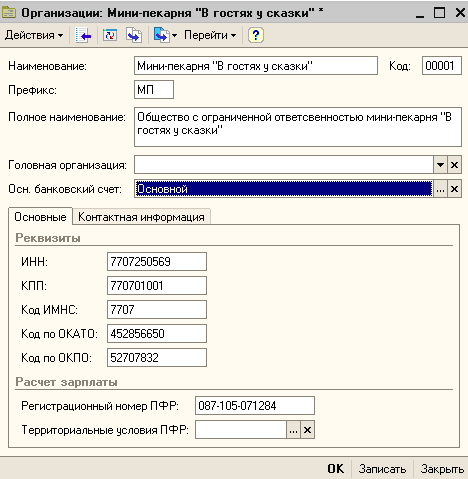 Организации: Мини-пекарня "В гостях у сказки" *
Действия Перейти ?
Наименование: Мини-пекарня "В гостях у сказки" Код: 00001
Префикс: МП
Полное наименование: Общество с ограниченной ответсвенностью мини-пекарня "В
гостях у сказки"
Головная организация:
Осн. банковский счет: Основной ...
Основные Контактная информация
Реквизиты
ИНН: 7707250569
КПП: 770701001
Код ИМНС: 7707
Код по ОКАТО: 452856650
Код по ОКПО: 52707832
Расчет зарплаты
Регистрационный номер ПФР: 087-105-071284
Территориальные условия ПФР: ...
OK Записать Закрыть